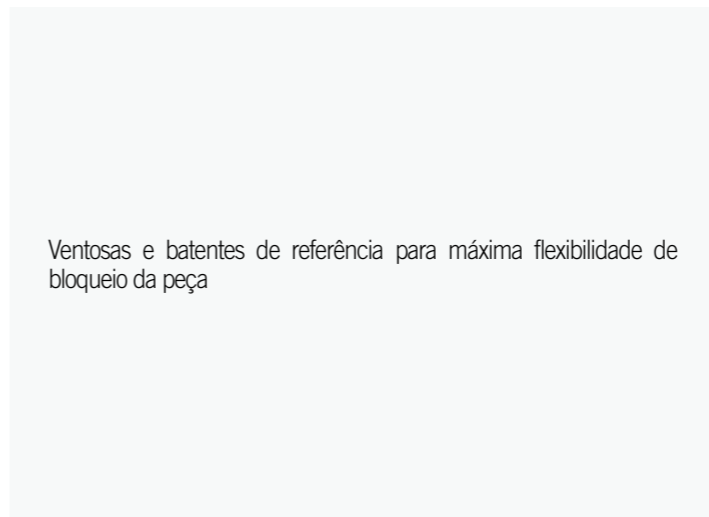 Ventosas e batentes de referência para máxima flexibilidade de
bloqueio da peça